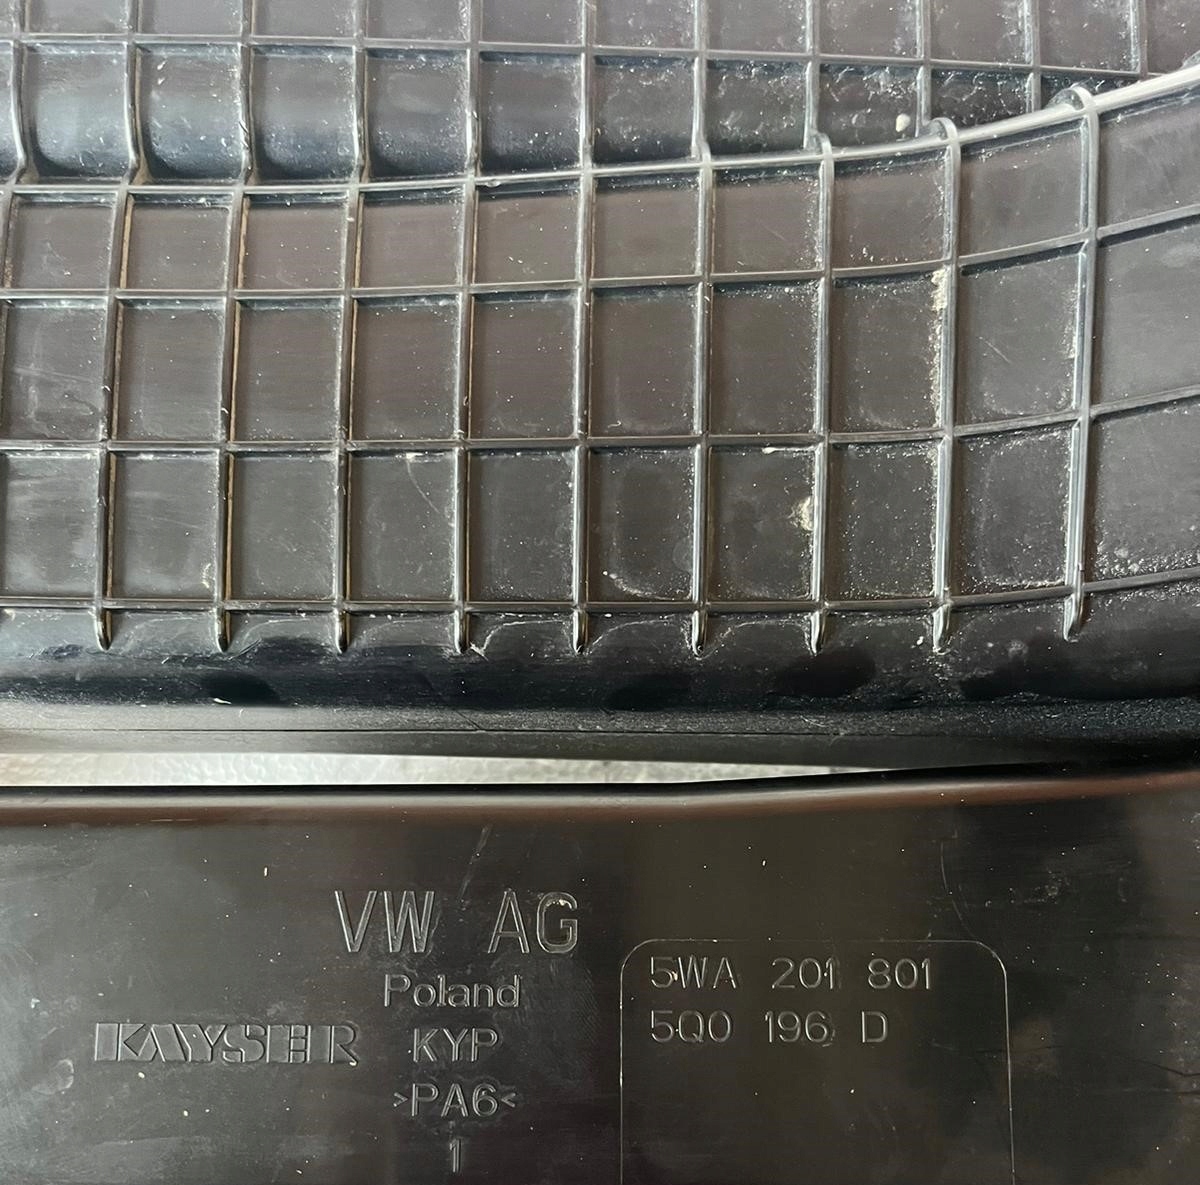 VW AG
Poland
KAYSER
KYP
>PA6<
1
5WA 201 801
5Q0 196 D